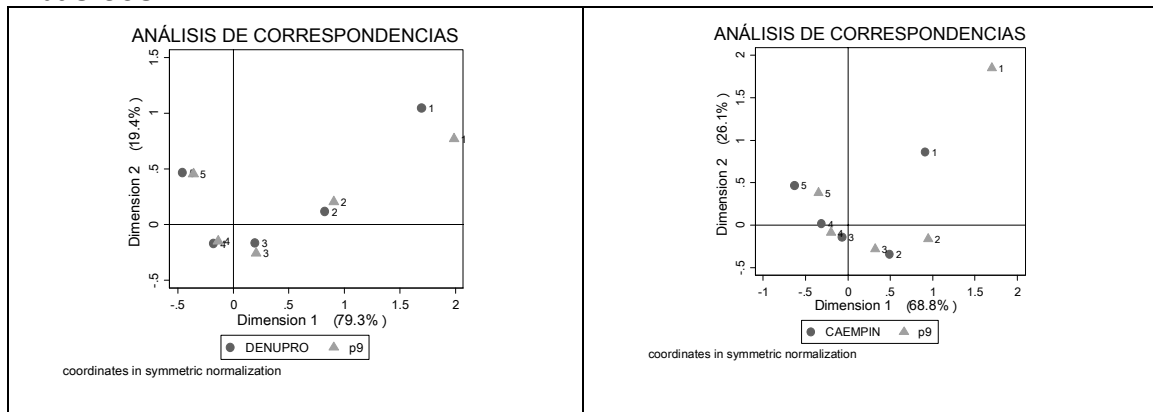 ANÁLISIS DE CORRESPONDENCIAS
Dimension 2 (19.4%)
1.5
1
.5
0
-.5
1
1
5
2
2
4
3
3
-.5 0 .5 1 1.5 2
Dimension 1 (79.3%)
DENUPRO p9
coordinates in symmetric normalization
ANÁLISIS DE CORRESPONDENCIAS
Dimension 2 (26.1%)
2
1.5
1
.5
0
-.5
1
1
5
5
4
4
3
3
2
2
-1 -.5 0 .5 1 1.5 2
Dimension 1 (68.8%)
CAEMPIN p9
coordinates in symmetric normalization